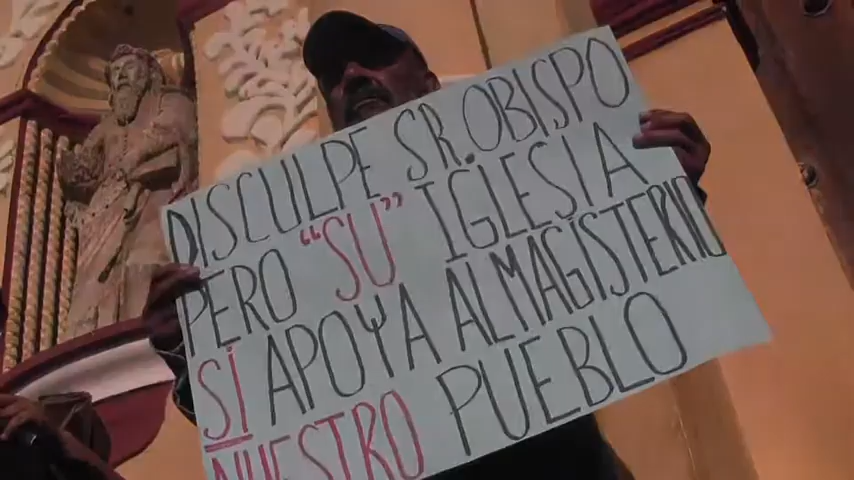 DISCULPE SR. OBISPO
PERO "SU" IGLESIA
SÍ APOYA AL MAGISTERIO
NUESTRO PUEBLO